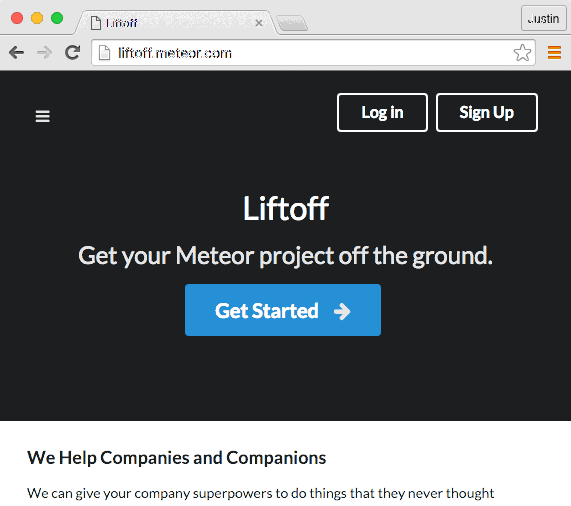 Liftoff
Justin
liftoff.meteor.com
Log in
Sign Up
Liftoff
Get your Meteor project off the ground.
Get Started
We Help Companies and Companions
We can give your company superpowers to do things that they never thought